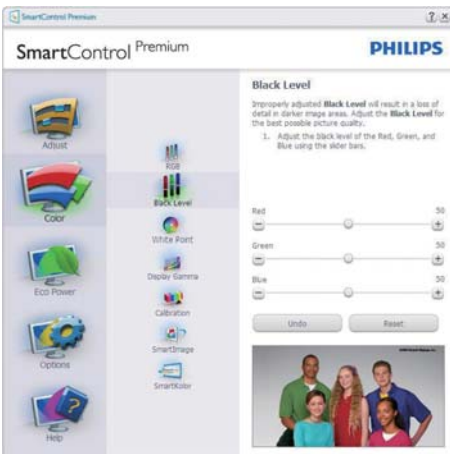 SmartControl Premium
SmartControl Premium
PHILIPS
Adjust
Color
Eco Power
Options
Help
RGB
Black Level
White Point
Display Gamma
Calibration
SmartImage
SmartKolor
Black Level
Improperly adjusted Black Level will result in a loss of
detail in darker image areas. Adjust the Black Level for
the best possible picture quality.
1. Adjust the black level of the Red, Green, and
Blue using the slider bars.
Red 50
Green 50
Blue 50
Undo Reset